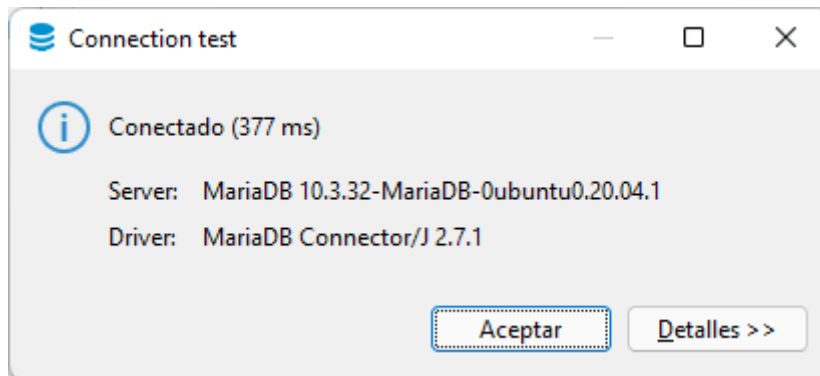 Connection test
Conectado (377 ms)
Server: MariaDB 10.3.32-MariaDB-0ubuntu0.20.04.1
Driver: MariaDB Connector/J 2.7.1
Aceptar Detalles >>